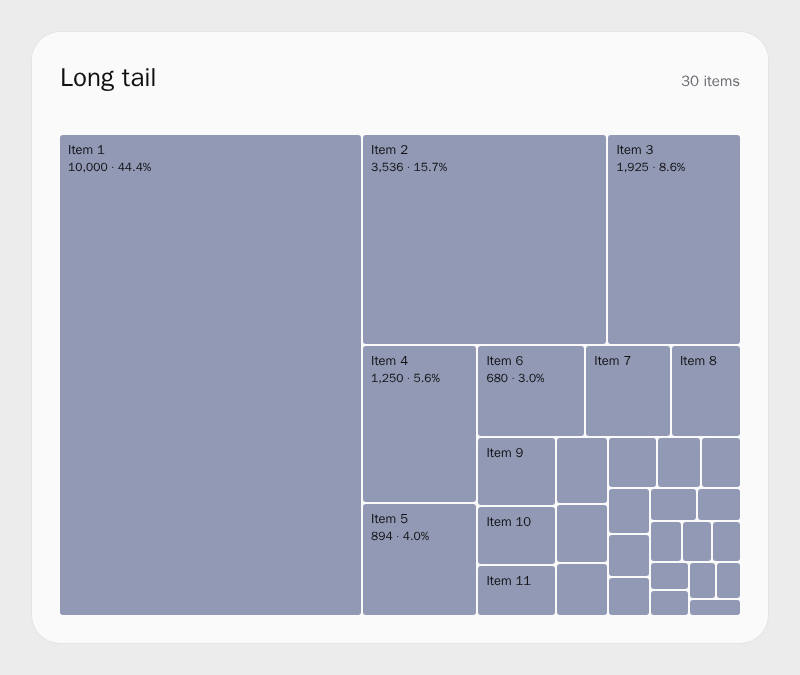 Long tail
30 items
Item 1
10,000 · 44.4%
Item 2
3,536 · 15.7%
Item 3
1,925 · 8.6%
Item 4
1,250 · 5.6%
Item 5
894 · 4.0%
Item 6
680 · 3.0%
Item 7
Item 8
Item 9
Item 10
Item 11